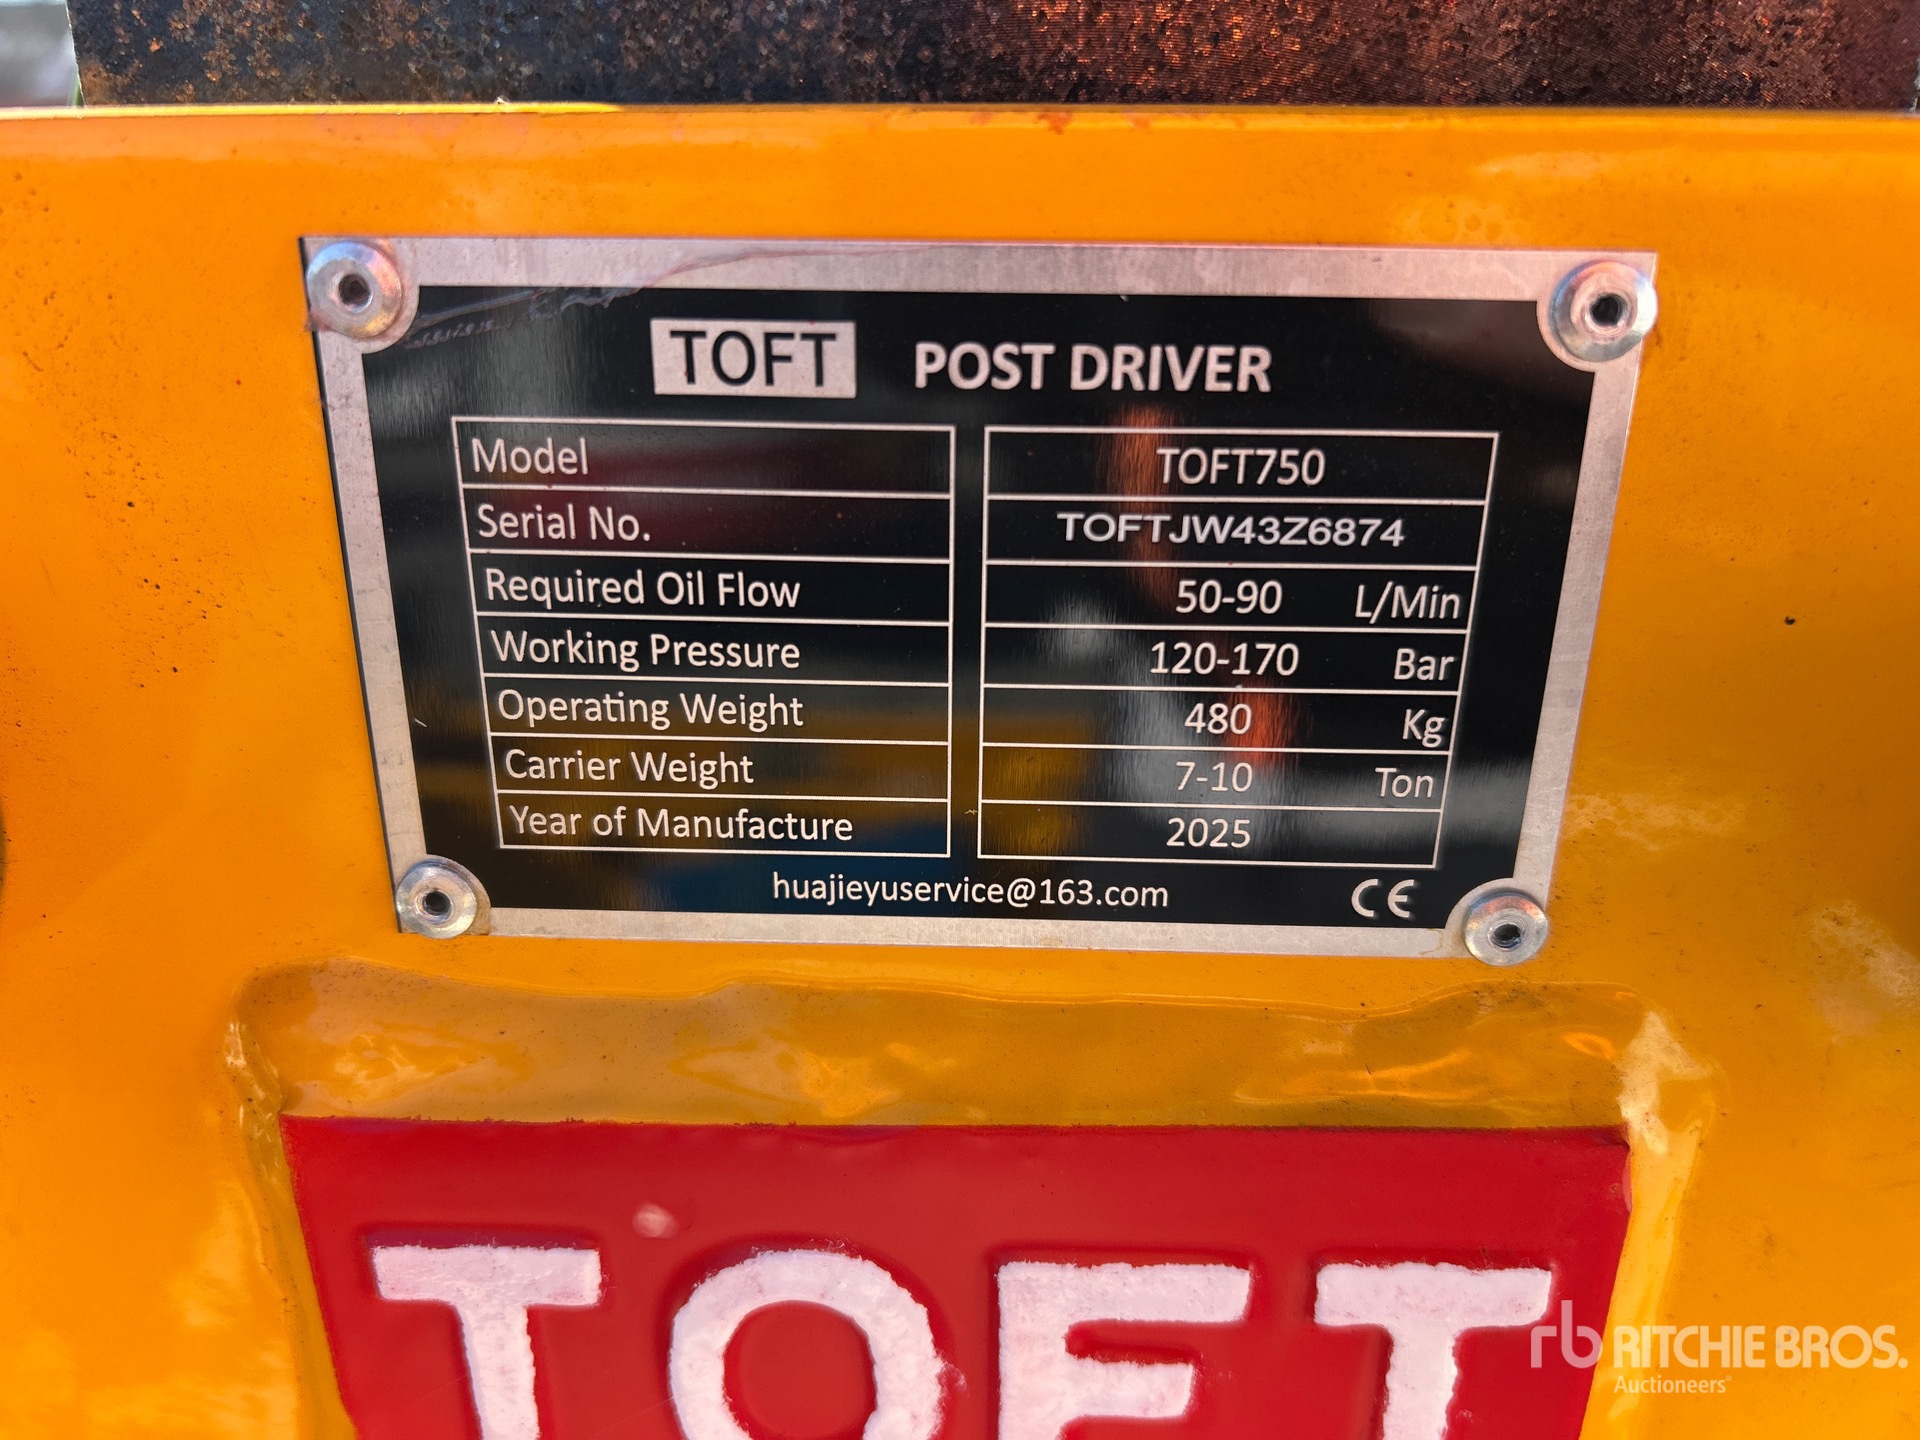 TOFT POST DRIVER
Model TOFT750
Serial No. TOFTJW43Z6874
Required Oil Flow 50-90 L/Min
Working Pressure 120-170 Bar
Operating Weight 480 Kg
Carrier Weight 7-10 Ton
Year of Manufacture 2025
huajieyuservice@163.com CE
TOFT
rb RITCHIE BROS.
Auctioneers